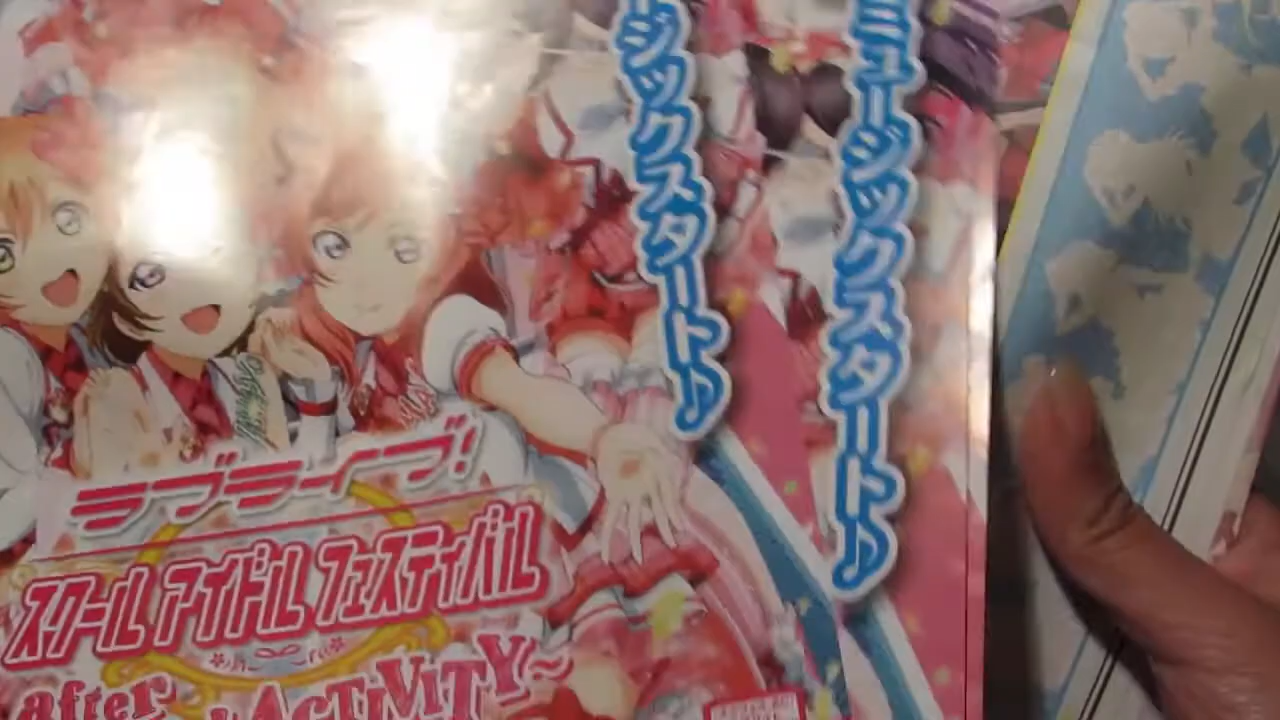 ージックスタート♪
ミュージックスタート♪
ラブライブ!
スクールアイドルフェスティバル
after
ACTIVITY~